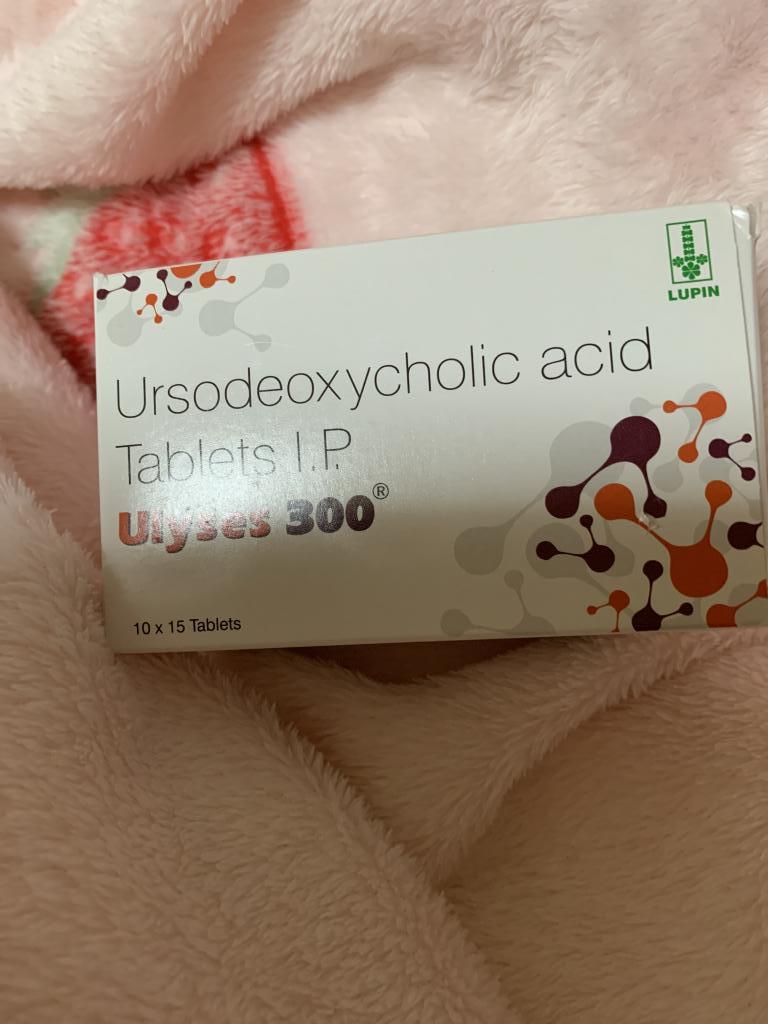 LUPIN
Ursodeoxycholic acid
Tablets I.P.
Ulyses 300®
10 x 15 Tablets